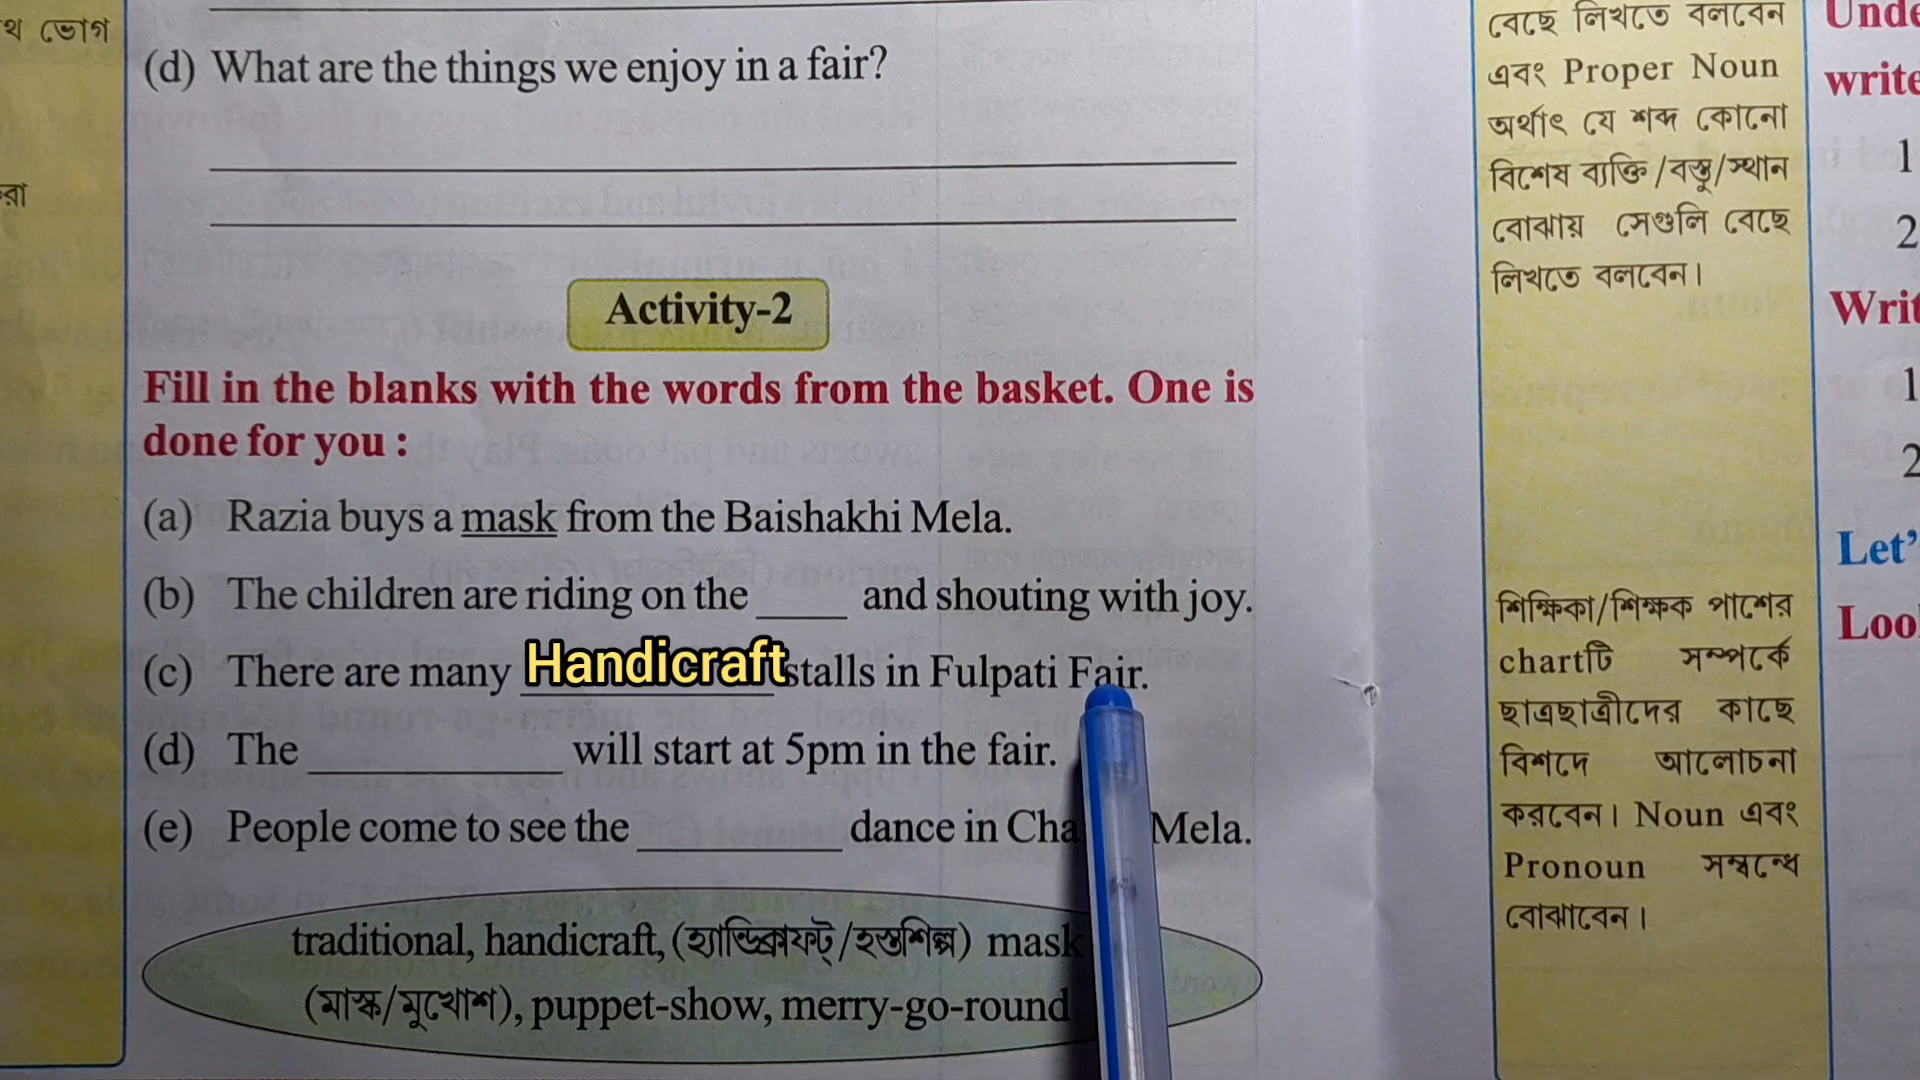 থ ভোগ
রা
(d) What are the things we enjoy in a fair?
Activity-2
Fill in the blanks with the words from the basket. One is
done for you :
(a) Razia buys a mask from the Baishakhi Mela.
(b) The children are riding on the ____ and shouting with joy.
(c) There are many Handicraft stalls in Fulpati Fair.
(d) The ____ will start at 5pm in the fair.
(e) People come to see the ____ dance in Mela.
traditional, handicraft, (হ্যান্ডিক্রাফ্ট্/হস্তশিল্প) mask
(মাস্ক/মুখোশ), puppet-show, merry-go-round
বেছে লিখতে বলবেন
এবং Proper Noun
অর্থাৎ যে শব্দ কোনো
বিশেষ ব্যক্তি/বস্তু/স্থান
বোঝায় সেগুলি বেছে
লিখতে বলবেন।
শিক্ষিকা/শিক্ষক পাশের
chartটি সম্পর্কে
ছাত্রছাত্রীদের কাছে
বিশদে আলোচনা
করবেন। Noun এবং
Pronoun সম্বন্ধে
বোঝাবেন।
Unde
write
1
2
Writ
1
2
Let’
Loo